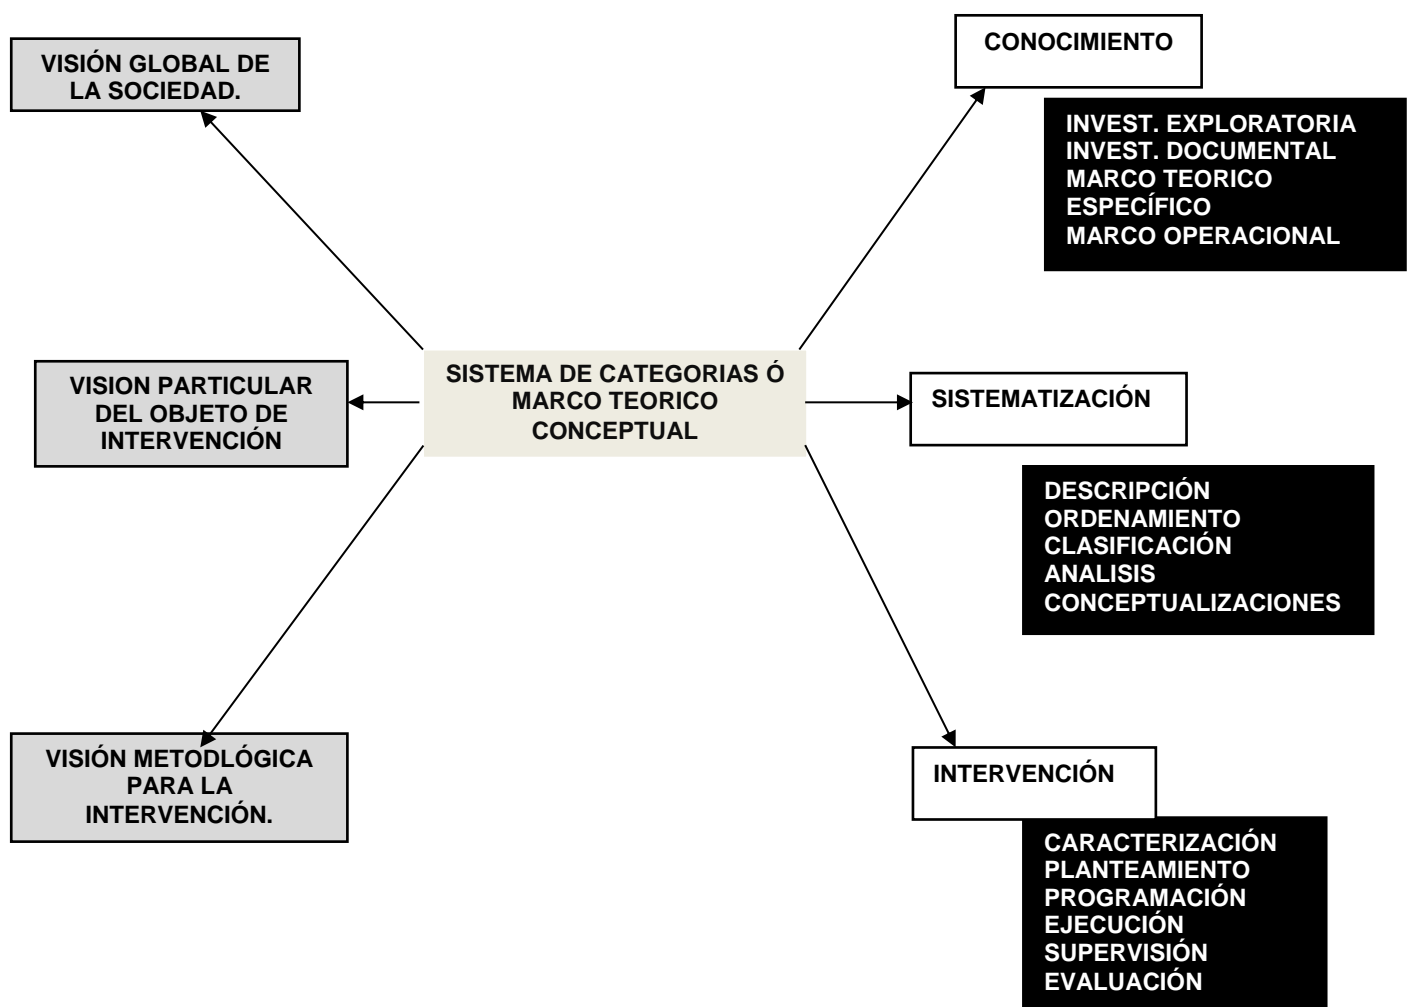 VISIÓN GLOBAL DE
LA SOCIEDAD.
CONOCIMIENTO
INVEST. EXPLORATORIA
INVEST. DOCUMENTAL
MARCO TEORICO
ESPECÍFICO
MARCO OPERACIONAL
VISION PARTICULAR
DEL OBJETO DE
INTERVENCIÓN
SISTEMA DE CATEGORIAS Ó
MARCO TEORICO
CONCEPTUAL
SISTEMATIZACIÓN
DESCRIPCIÓN
ORDENAMIENTO
CLASIFICACIÓN
ANALISIS
CONCEPTUALIZACIONES
VISIÓN METODLÓGICA
PARA LA
INTERVENCIÓN.
INTERVENCIÓN
CARACTERIZACIÓN
PLANTEAMIENTO
PROGRAMACIÓN
EJECUCIÓN
SUPERVISIÓN
EVALUACIÓN